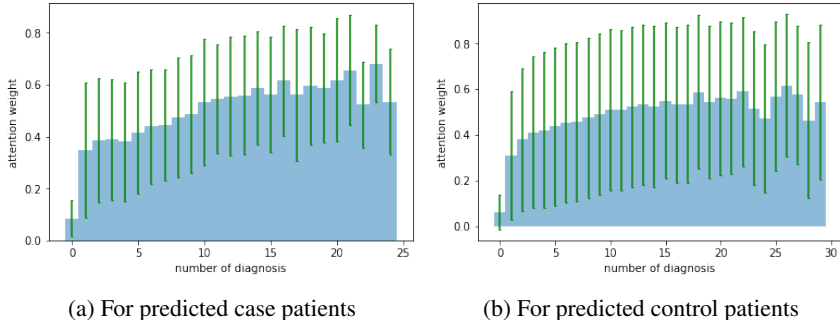 0.8
0.6
0.4
0.2
0.0
attention weight
0 5 10 15 20 25
number of diagnosis
(a) For predicted case patients
0.8
0.6
0.4
0.2
0.0
attention weight
0 5 10 15 20 25 30
number of diagnosis
(b) For predicted control patients